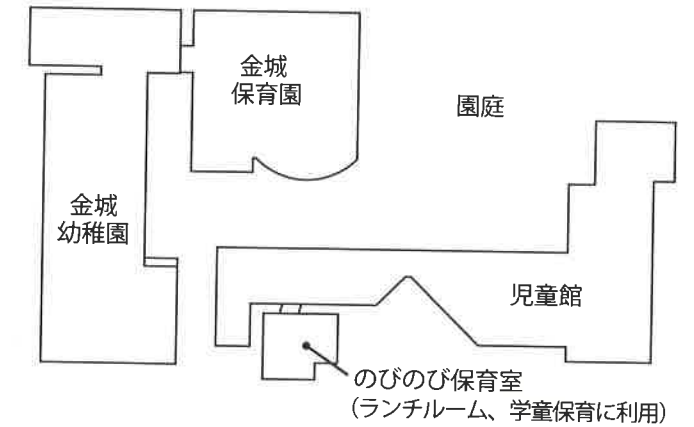 金城
保育園
園庭
金城
幼稚園
児童館
のびのび保育室
(ランチルーム、学童保育に利用)